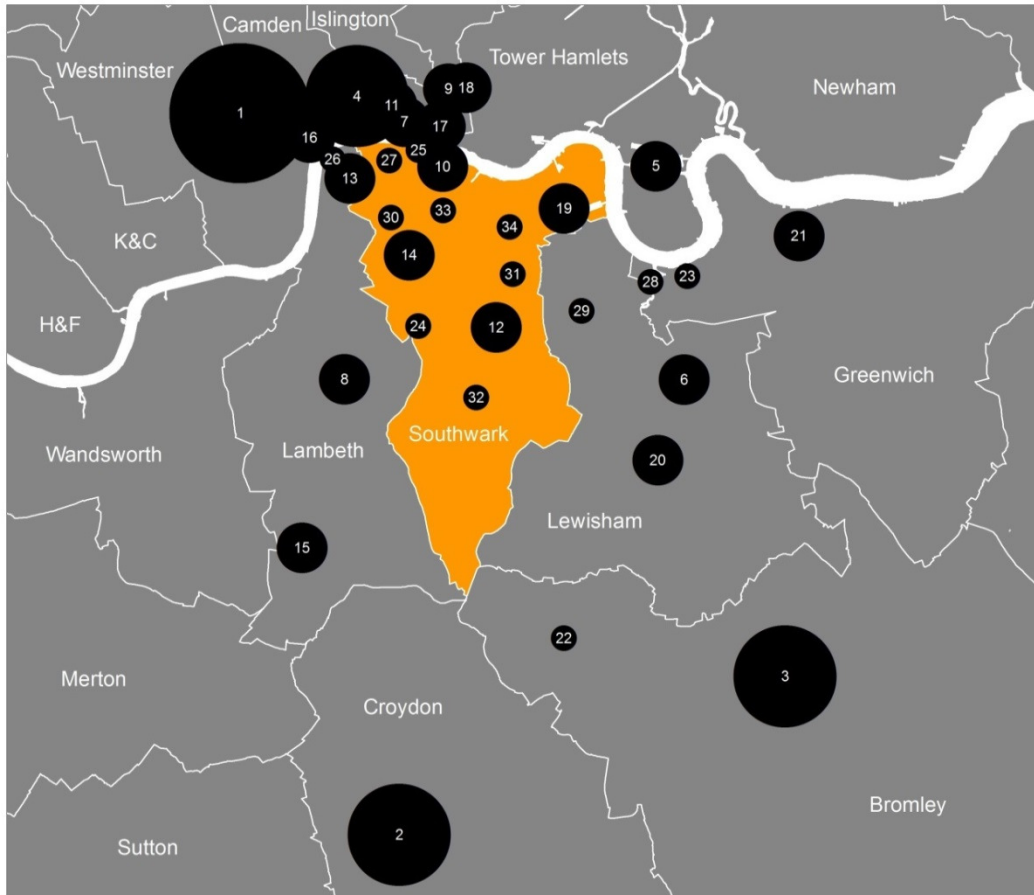 Islington
Camden
Tower Hamlets
Westminster
Newham
9 18
4
11
1
7
17
16
25
26
27
10
5
13
K&C
19
33
30
34
21
14
31
23
28
H&F
29
24
12
8
6
Greenwich
32
Southwark
Wandsworth
Lambeth
20
Lewisham
15
22
Merton
3
Croydon
Bromley
2
Sutton